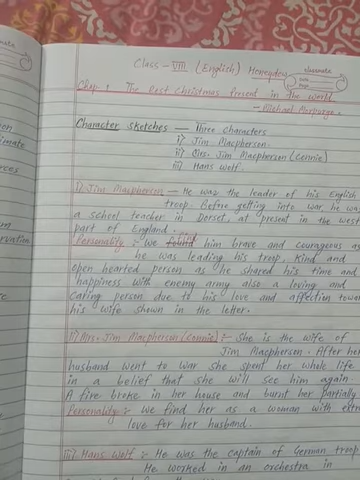 classmate
Class - VIII (English) Honeydew
Chap : 1 The Best Christmas Present in the World.
- Michael Morpurgo.
Character sketches — Three characters
i) Jim Macpherson.
ii) Mrs. Jim Macpherson (Connie)
iii) Hans Wolf.
i) Jim Macpherson — He was the leader of his English
troop. Before getting into war, he was
a school teacher in Dorset, at present in the west
part of England.
Personality :- We found him brave and courageous as
he was leading his troop, kind and
open hearted person as he shared his time and
happiness with enemy army also a loving and
caring person due to his love and affection towar
his wife shown in the letter.
ii) Mrs. Jim Macpherson (Connie) :- She is the wife of
Jim Macpherson. After her
husband went to war she spent her whole life
in a belief that she will see him again.
A fire broke in her house and burnt her partially
Personality :- We find her as a woman with extr
love for her husband.
iii) Hans Wolf :- He was the captain of German troop
He worked in an orchestra in